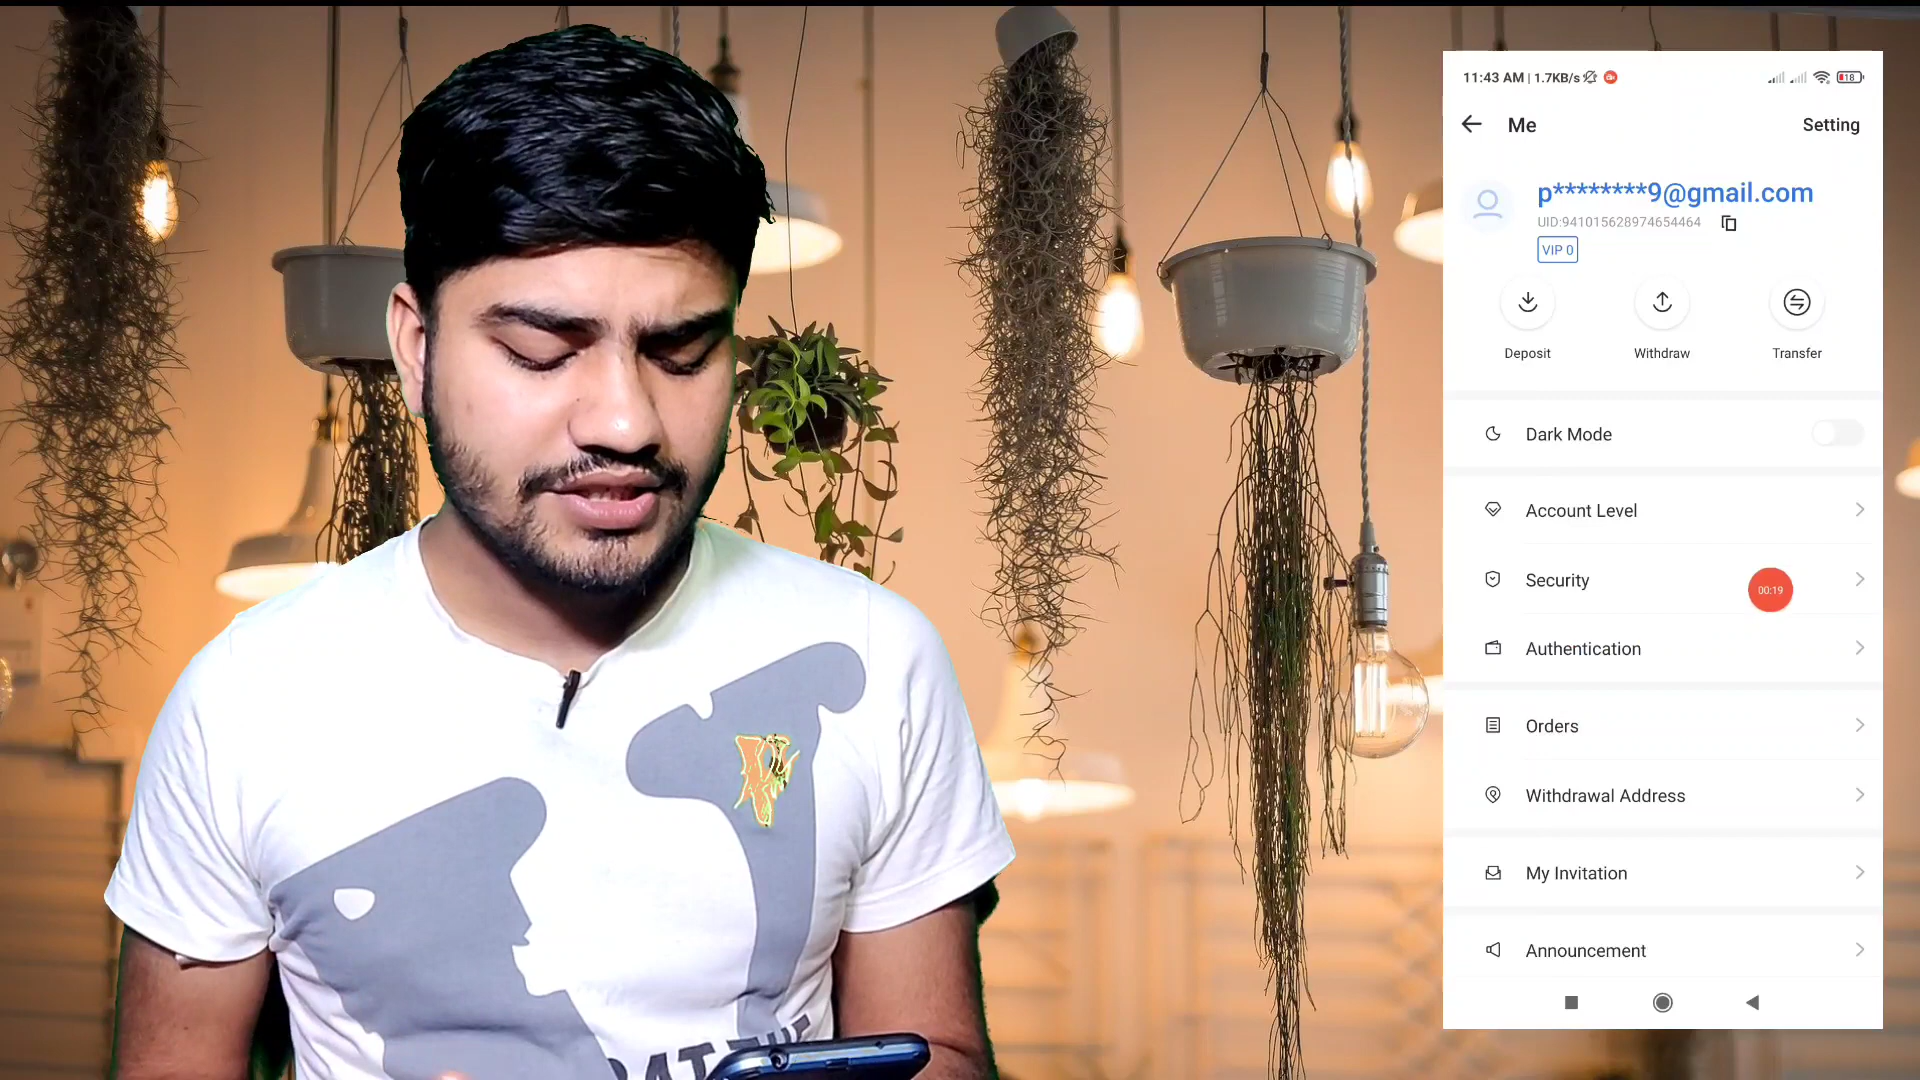 11:43 AM | 1.7KB/s
18
Me
Setting
p********9@gmail.com
UID:941015628974654464
VIP 0
Deposit
Withdraw
Transfer
Dark Mode
Account Level
Security
00:19
Authentication
Orders
Withdrawal Address
My Invitation
Announcement